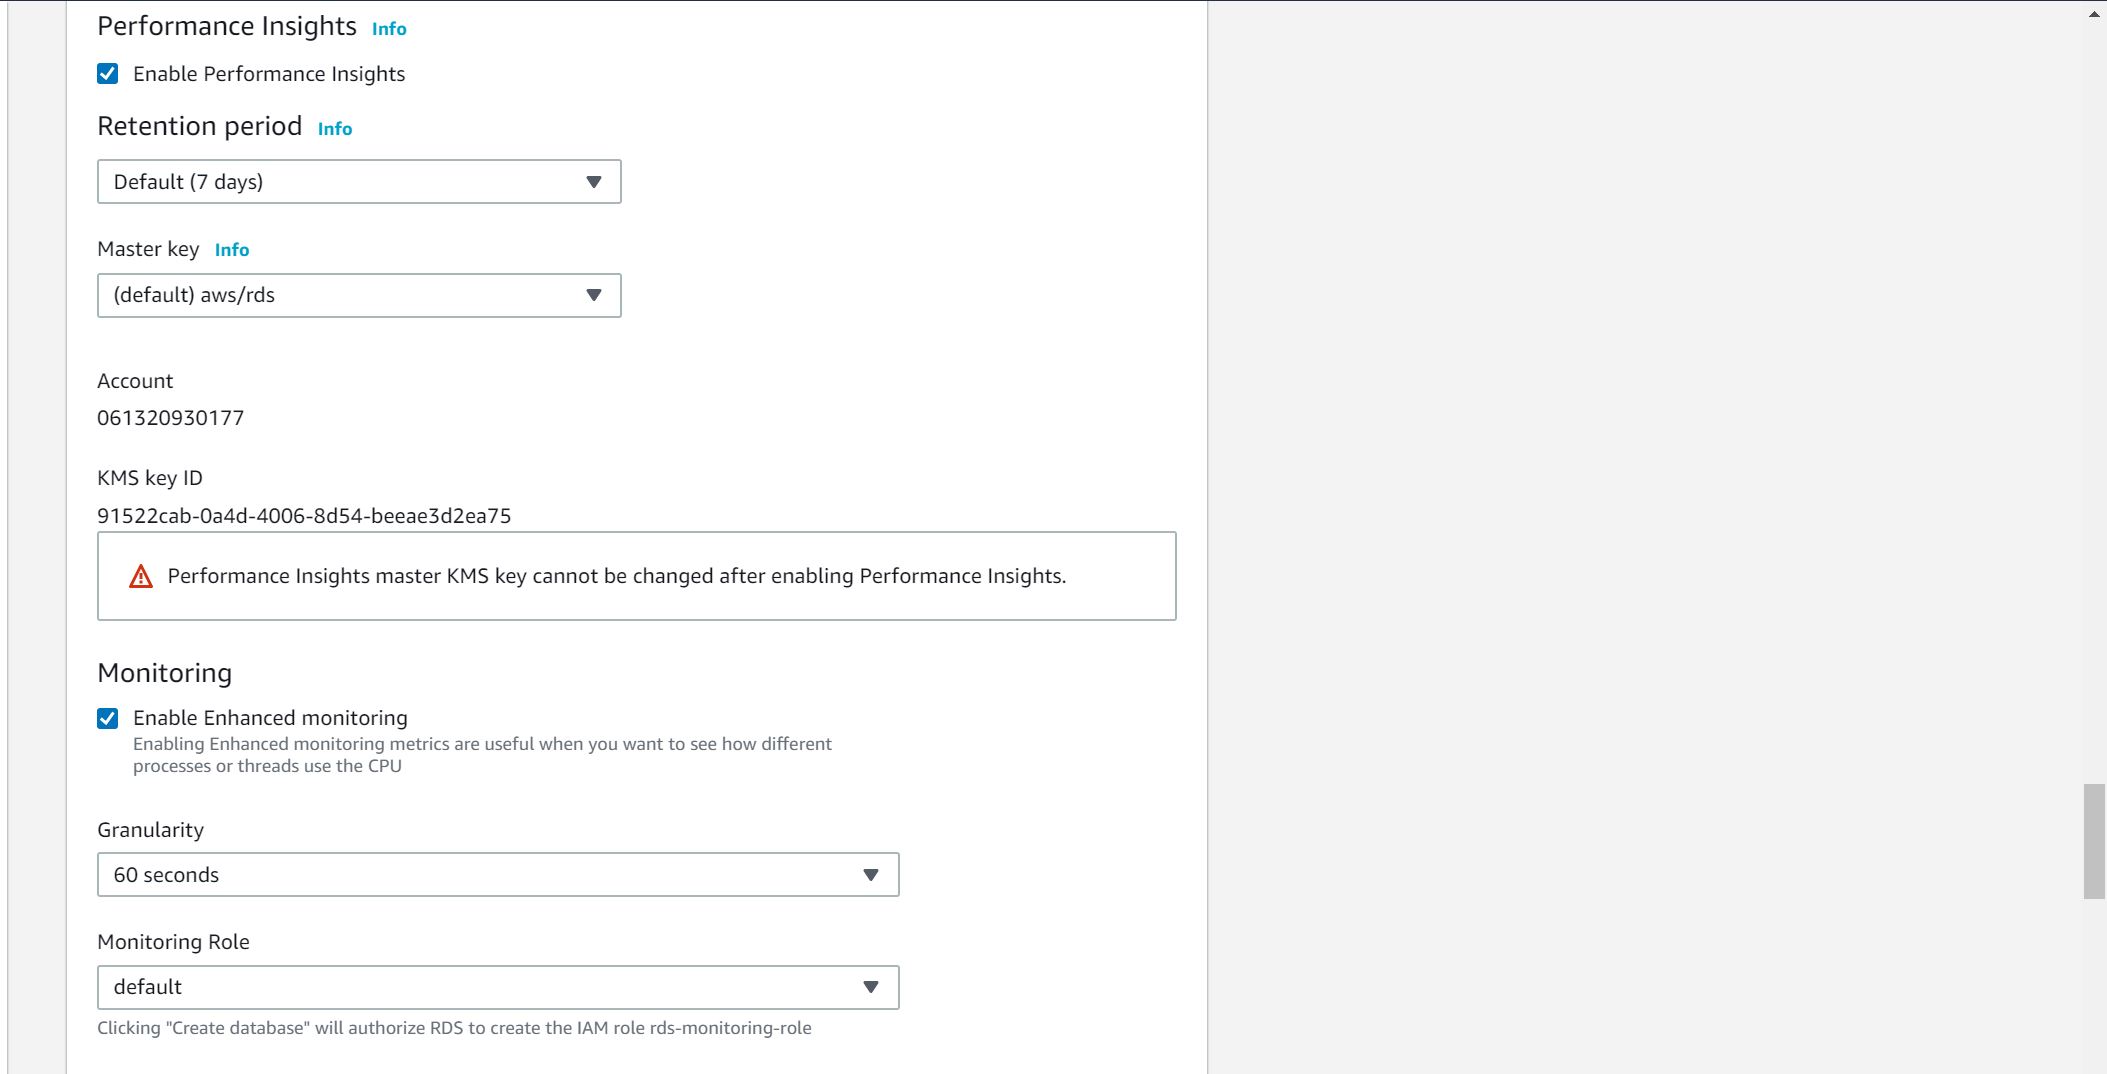 Performance Insights Info
Enable Performance Insights
Retention period Info
Default (7 days)
Master key Info
(default) aws/rds
Account
061320930177
KMS key ID
91522cab-0a4d-4006-8d54-beeae3d2ea75
Performance Insights master KMS key cannot be changed after enabling Performance Insights.
Monitoring
Enable Enhanced monitoring
Enabling Enhanced monitoring metrics are useful when you want to see how different
processes or threads use the CPU
Granularity
60 seconds
Monitoring Role
default
Clicking "Create database" will authorize RDS to create the IAM role rds-monitoring-role